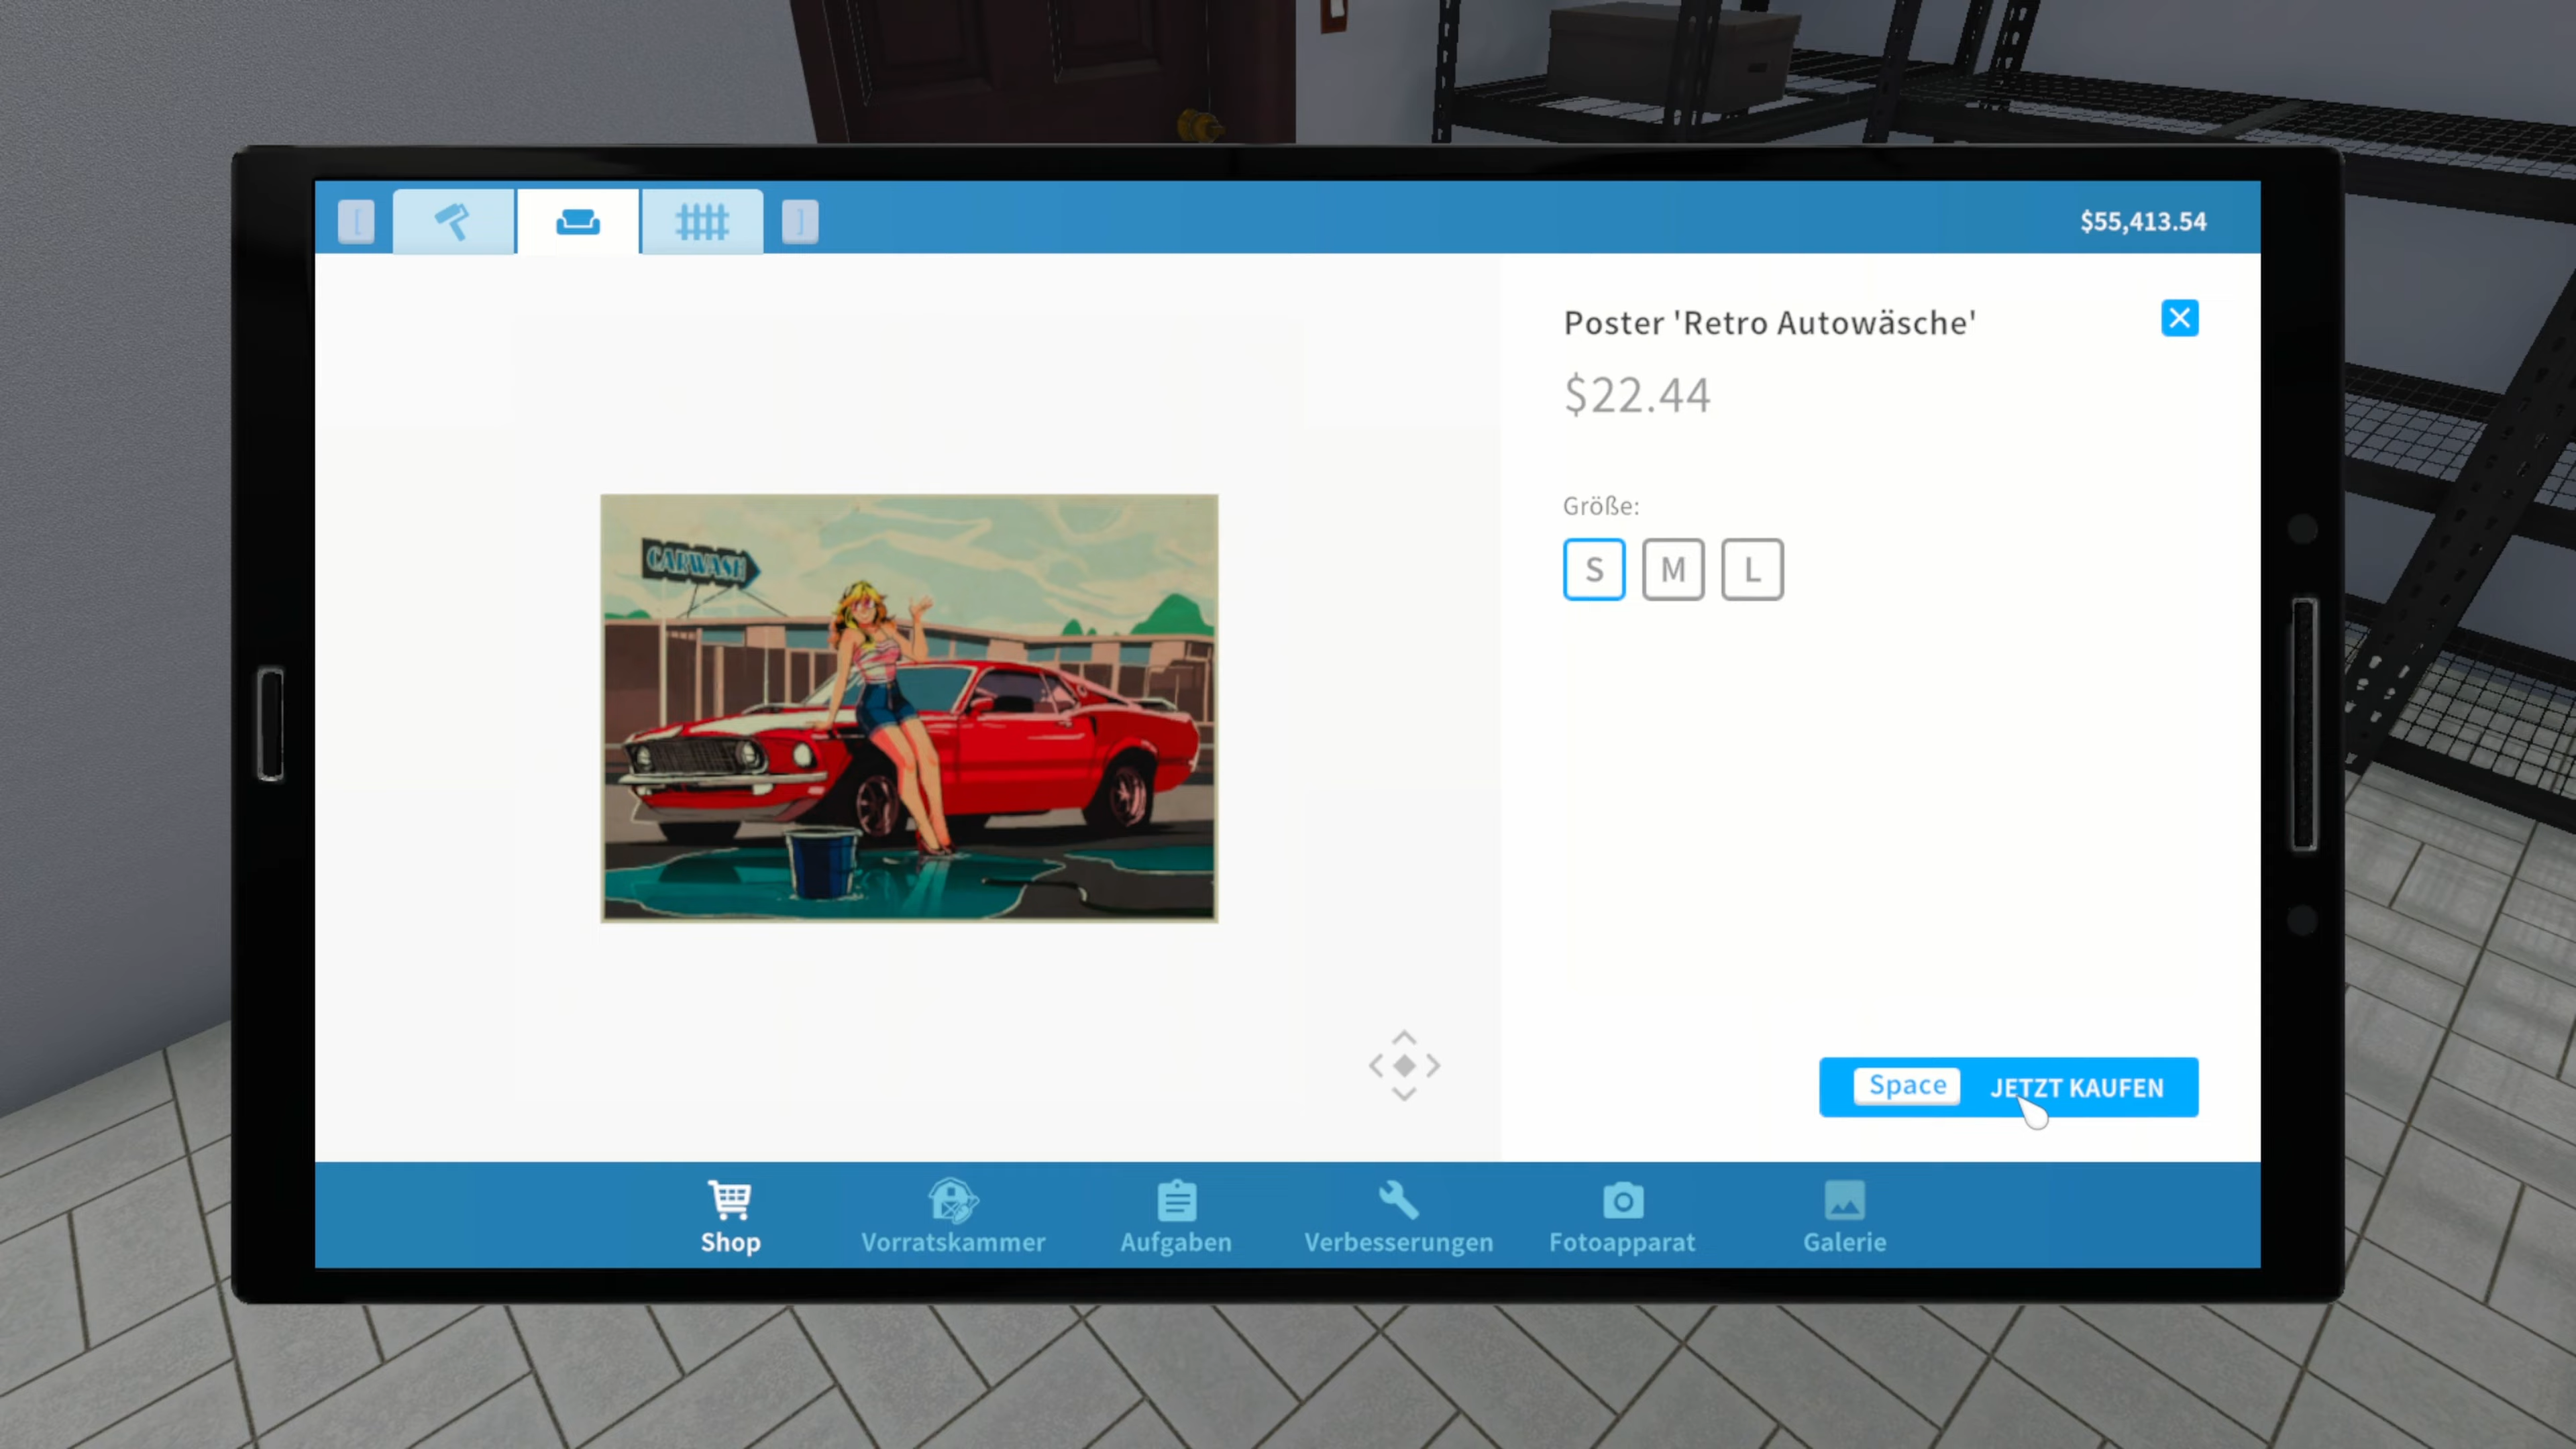 [
]
$55,413.54
Poster 'Retro Autowäsche'
$22.44
Größe:
S M L
CARWASH
Space JETZT KAUFEN
Shop Vorratskammer Aufgaben Verbesserungen Fotoapparat Galerie